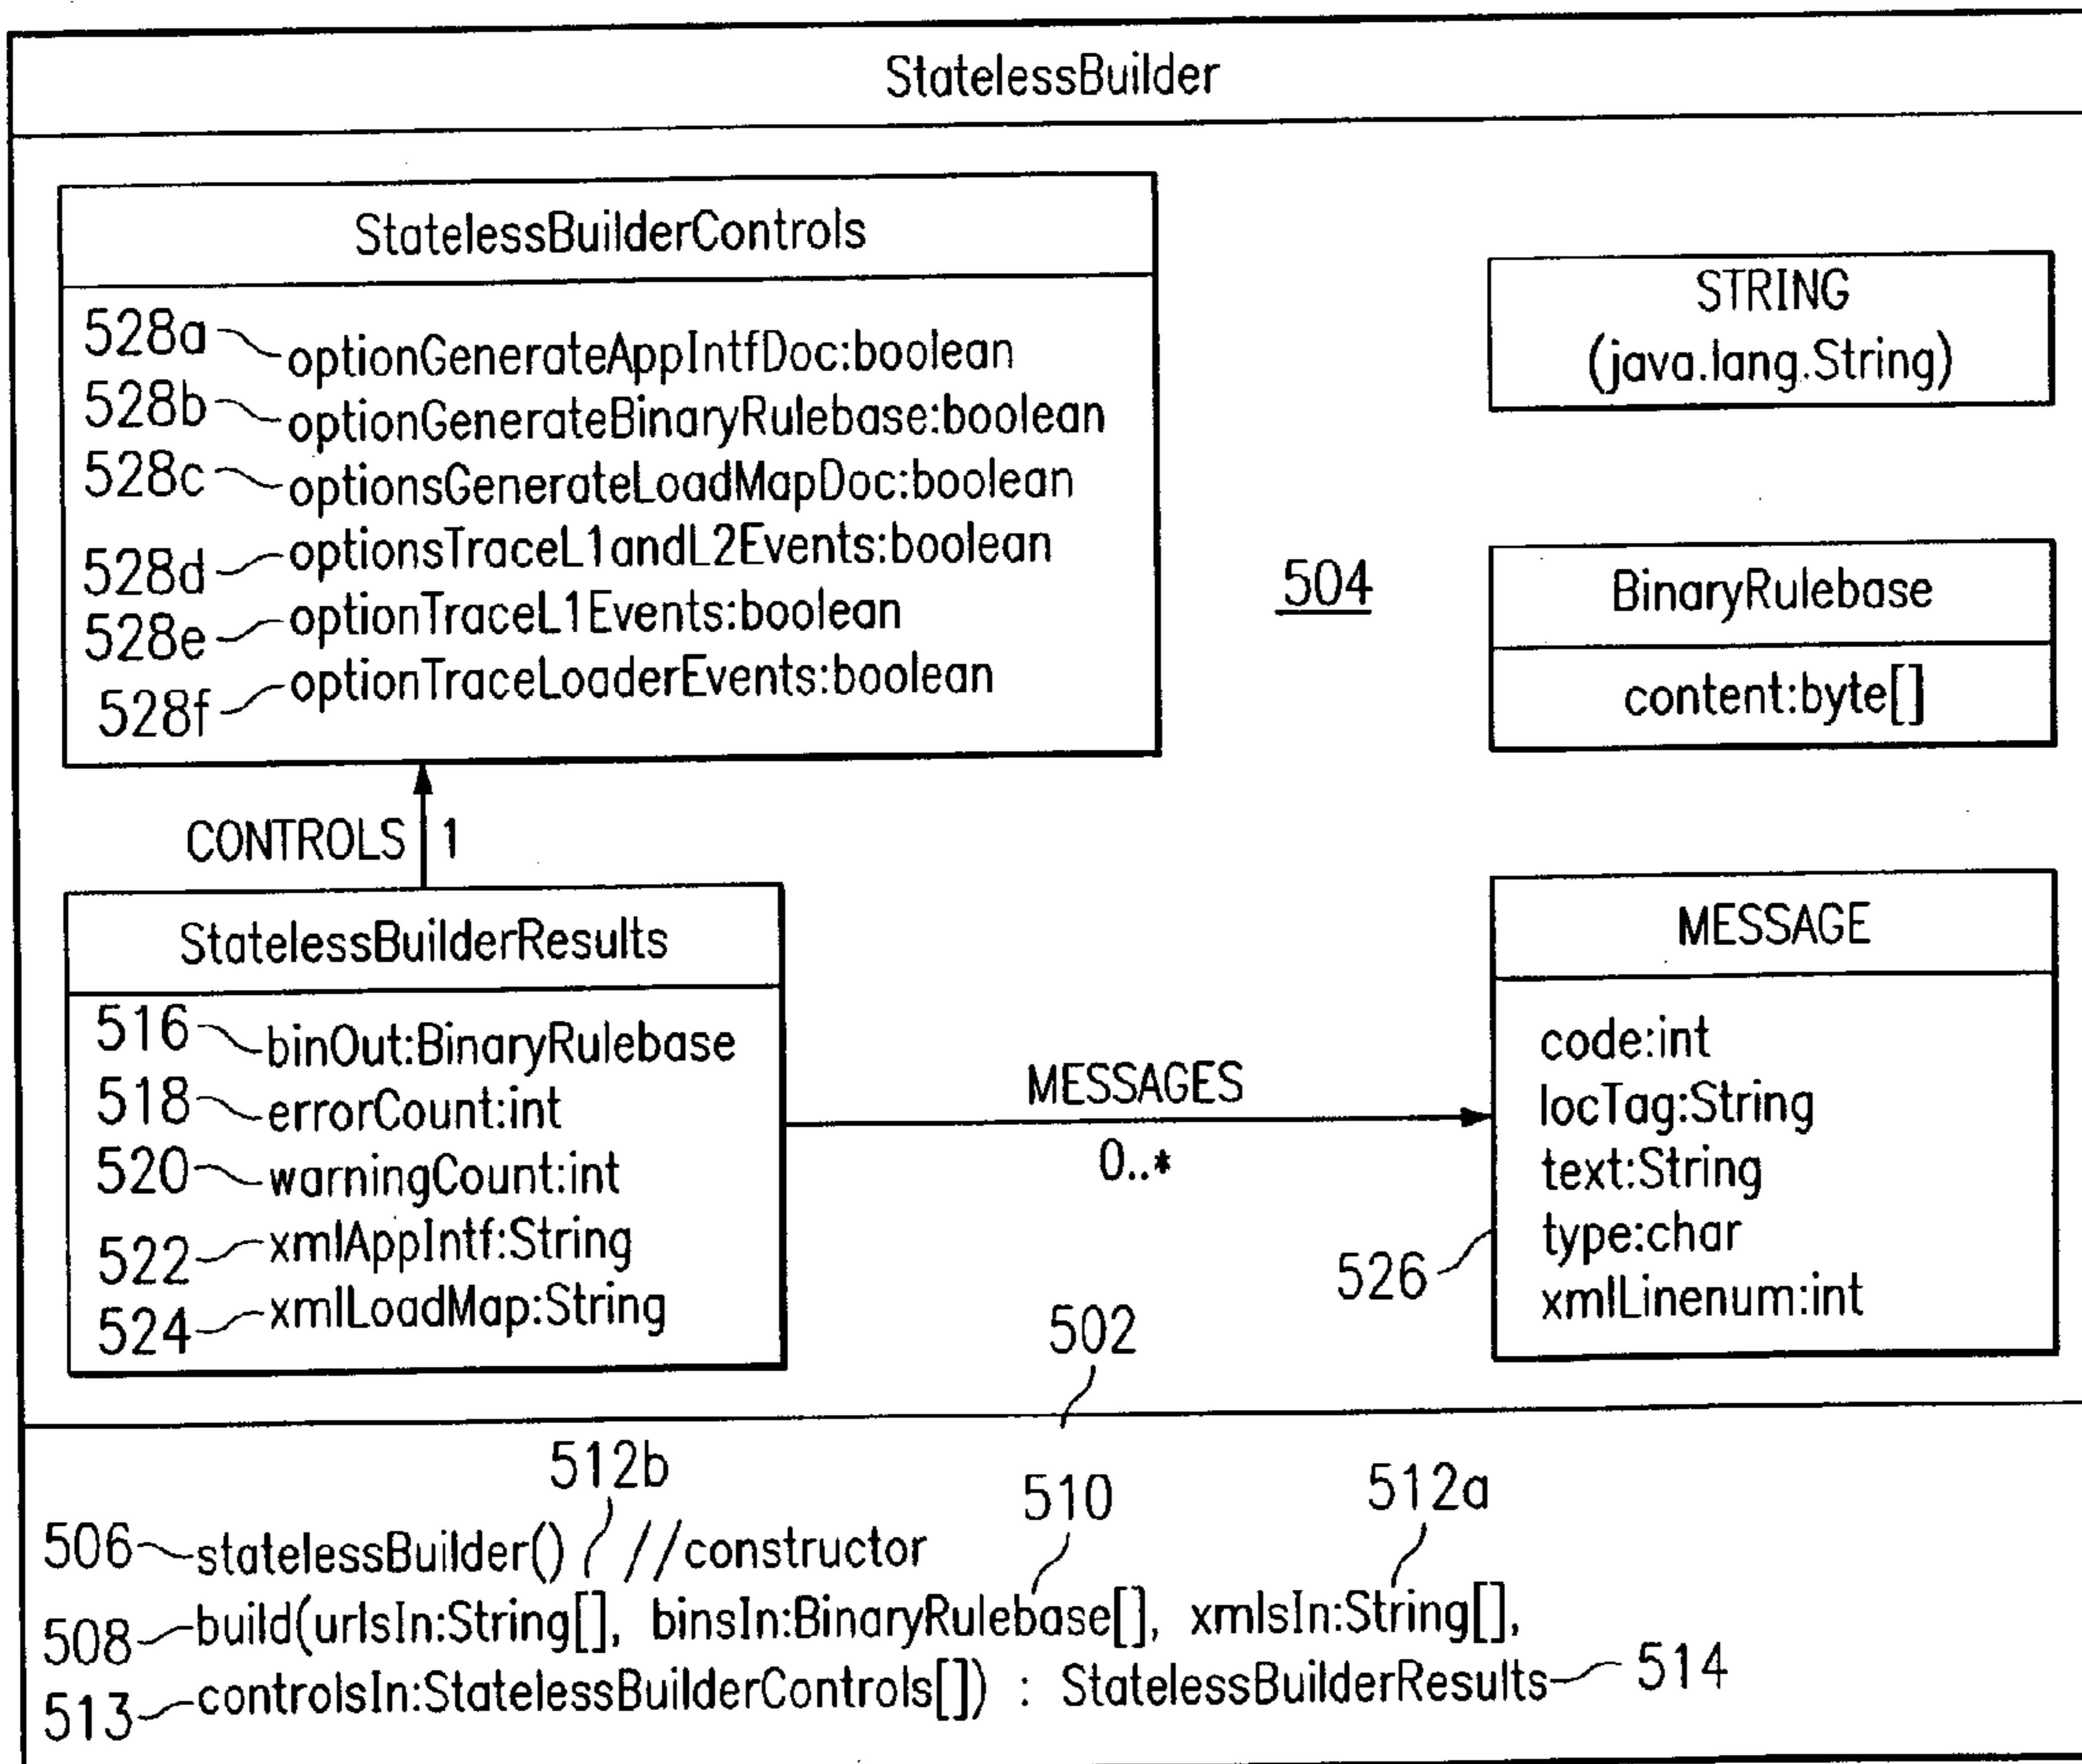 StatelessBuilder
StatelessBuilderControls
528a optionGenerateAppIntfDoc:boolean
528b optionGenerateBinaryRulebase:boolean
528c optionsGenerateLoadMapDoc:boolean
528d optionsTraceL1andL2Events:boolean
528e optionTraceL1Events:boolean
528f optionTraceLoaderEvents:boolean
STRING
(java.lang.String)
504
BinaryRulebase
content:byte[]
CONTROLS 1
StatelessBuilderResults
516 binOut:BinaryRulebase
518 errorCount:int
520 warningCount:int
522 xmlAppIntf:String
524 xmlLoadMap:String
MESSAGES
0..*
MESSAGE
code:int
locTag:String
text:String
type:char
xmlLinenum:int
526
502
512b 510 512a
506 statelessBuilder() //constructor
508 build(urlsIn:String[], binsIn:BinaryRulebase[], xmlsIn:String[],
513 controlsIn:StatelessBuilderControls[]) : StatelessBuilderResults 514